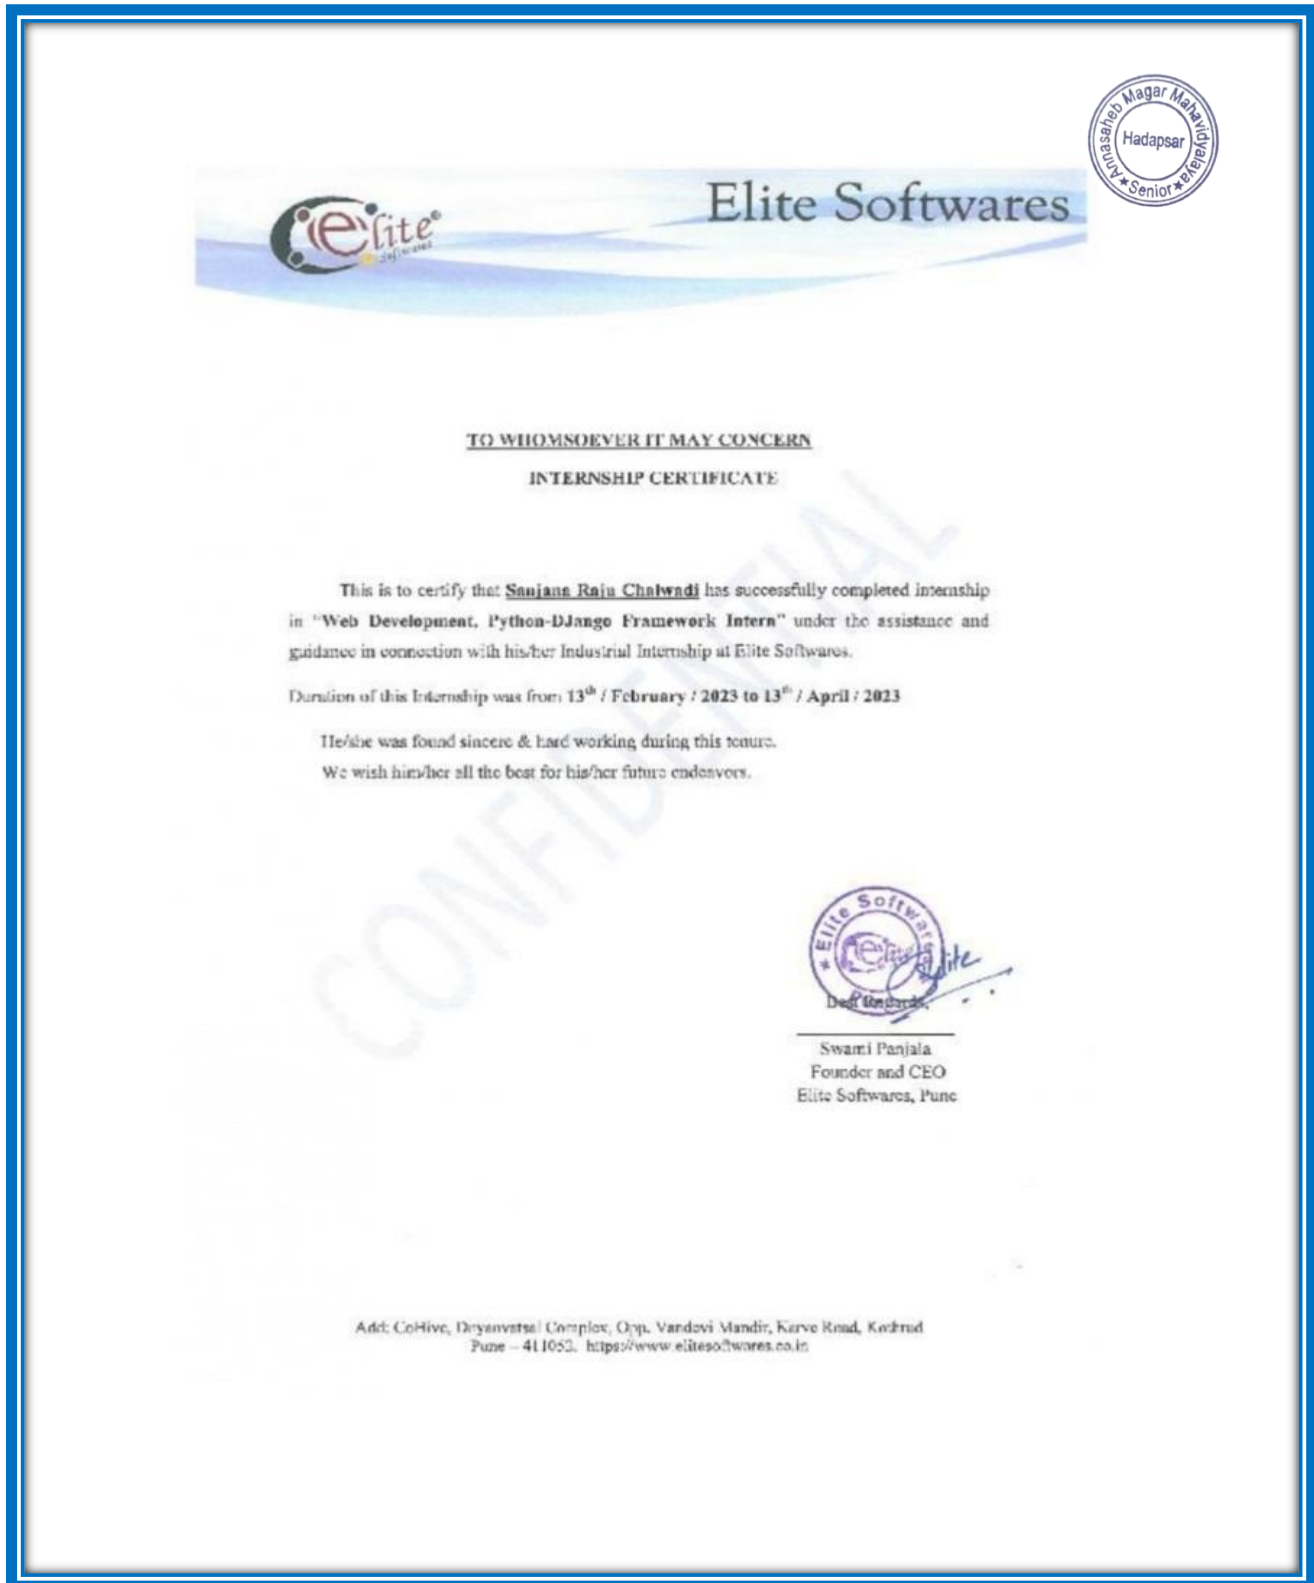 Annasaheb Magar Mahavidyalaya
Hadapsar
★ Senior ★
elite®
Softwares
Elite Softwares
TO WHOMSOEVER IT MAY CONCERN
INTERNSHIP CERTIFICATE
CONFIDENTIAL
This is to certify that Sanjana Raju Chalwadi has successfully completed internship
in "Web Development, Python-DJango Framework Intern" under the assistance and
guidance in connection with his/her Industrial Internship at Elite Softwares.
Duration of this Internship was from 13th / February / 2023 to 13th / April / 2023
He/she was found sincere & hard working during this tenure.
We wish him/her all the best for his/her future endeavors.
★ Elite Softwares ★
Elite
Elite
Best Regards,
Swami Panjala
Founder and CEO
Elite Softwares, Pune
Add: CoHive, Complex, Opp. Vandevi Mandir, Karve Road, Kothrud
Pune – 411052. https://www.elitesoftwares.co.in